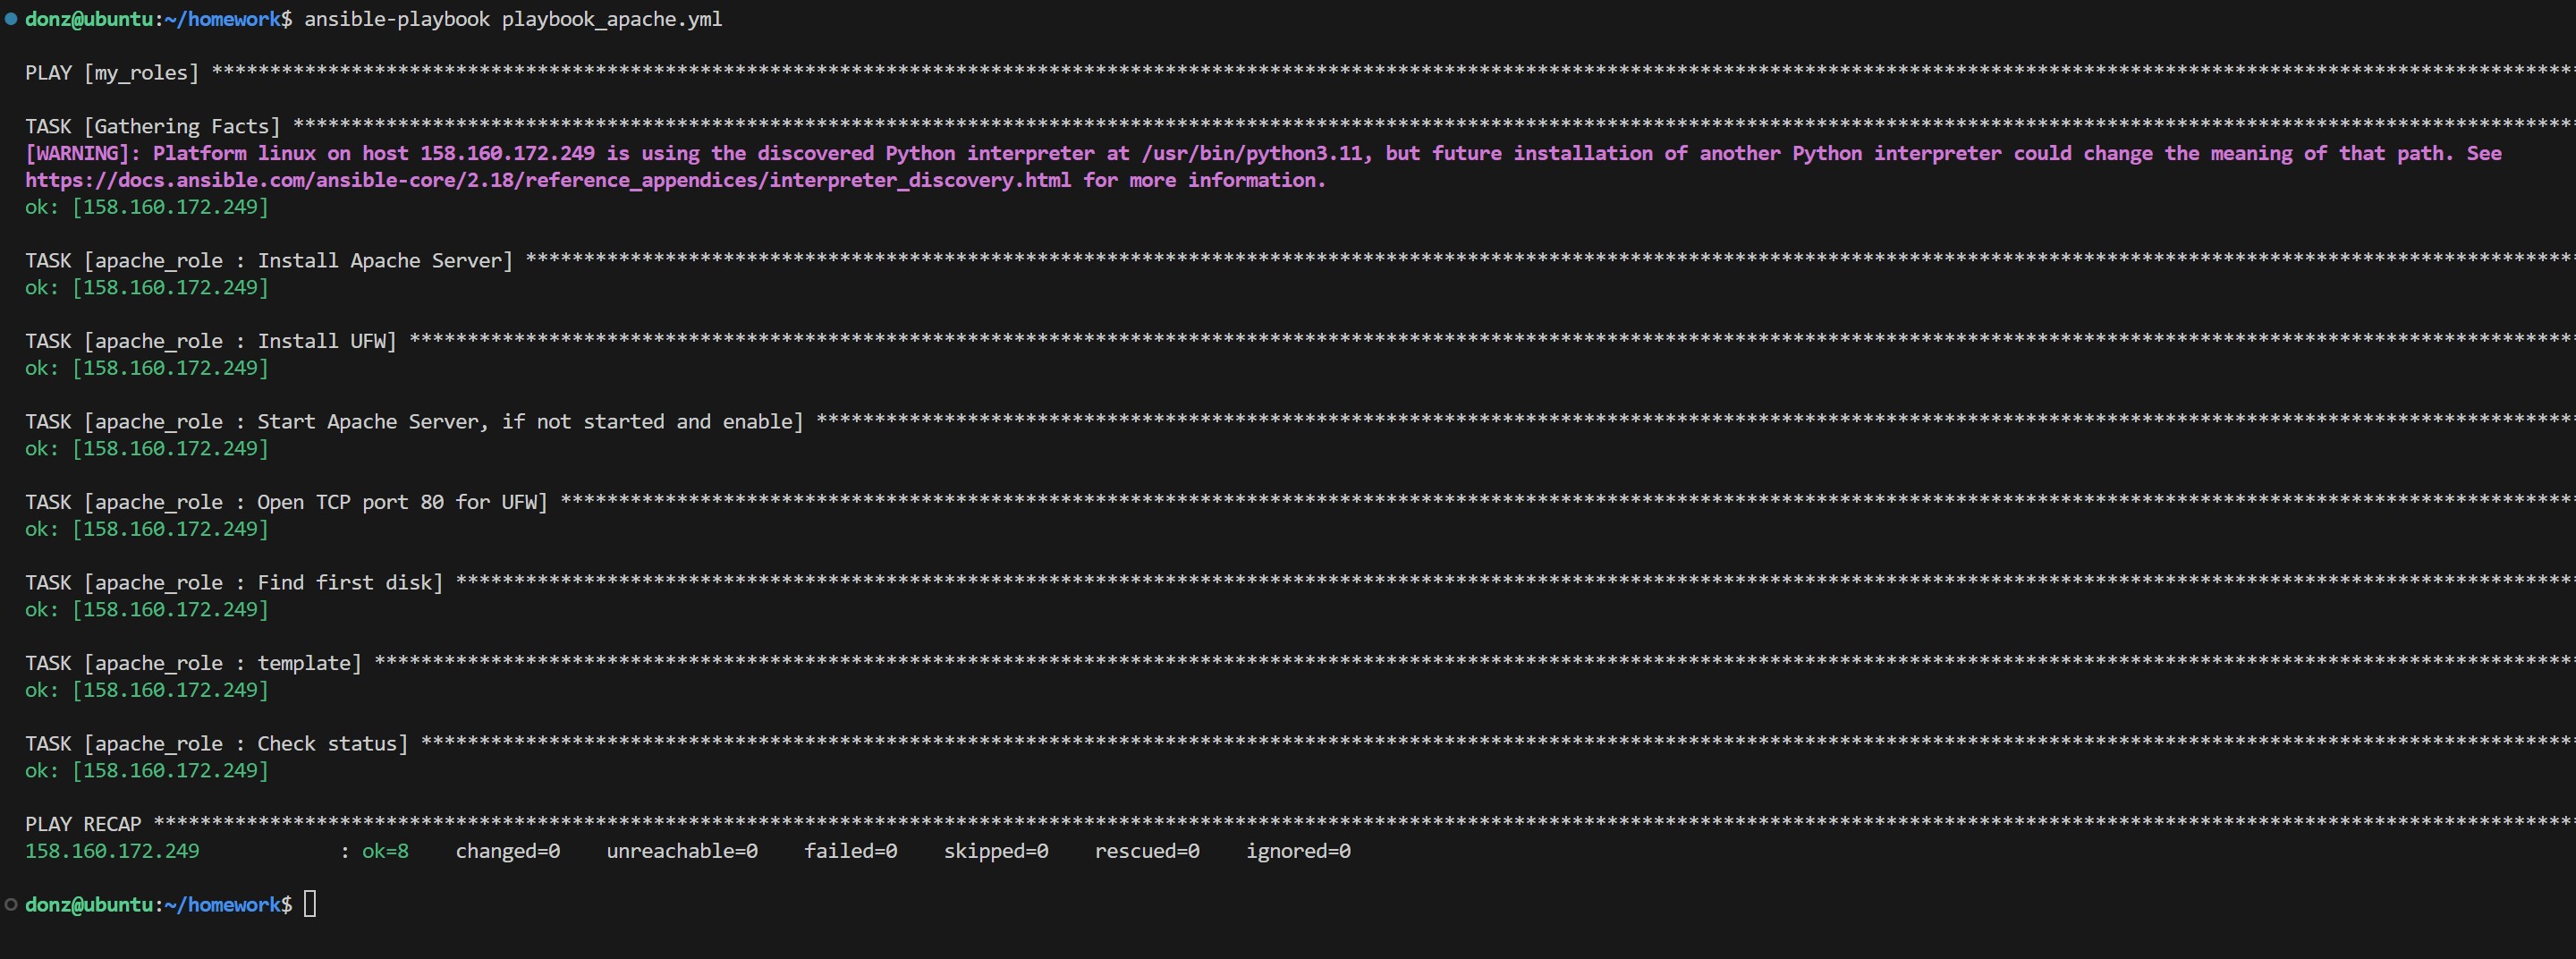 donz@ubuntu:~/homework$ ansible-playbook playbook_apache.yml
PLAY [my_roles] ****************************************************************************************************************************************************************************************************
TASK [Gathering Facts] *********************************************************************************************************************************************************************************************
[WARNING]: Platform linux on host 158.160.172.249 is using the discovered Python interpreter at /usr/bin/python3.11, but future installation of another Python interpreter could change the meaning of that path. See
https://docs.ansible.com/ansible-core/2.18/reference_appendices/interpreter_discovery.html for more information.
ok: [158.160.172.249]
TASK [apache_role : Install Apache Server] *************************************************************************************************************************************************************************
ok: [158.160.172.249]
TASK [apache_role : Install UFW] ***********************************************************************************************************************************************************************************
ok: [158.160.172.249]
TASK [apache_role : Start Apache Server, if not started and enable] ************************************************************************************************************************************************
ok: [158.160.172.249]
TASK [apache_role : Open TCP port 80 for UFW] **********************************************************************************************************************************************************************
ok: [158.160.172.249]
TASK [apache_role : Find first disk] *******************************************************************************************************************************************************************************
ok: [158.160.172.249]
TASK [apache_role : template] **************************************************************************************************************************************************************************************
ok: [158.160.172.249]
TASK [apache_role : Check status] **********************************************************************************************************************************************************************************
ok: [158.160.172.249]
PLAY RECAP *********************************************************************************************************************************************************************************************************
158.160.172.249            : ok=8    changed=0    unreachable=0    failed=0    skipped=0    rescued=0    ignored=0
donz@ubuntu:~/homework$